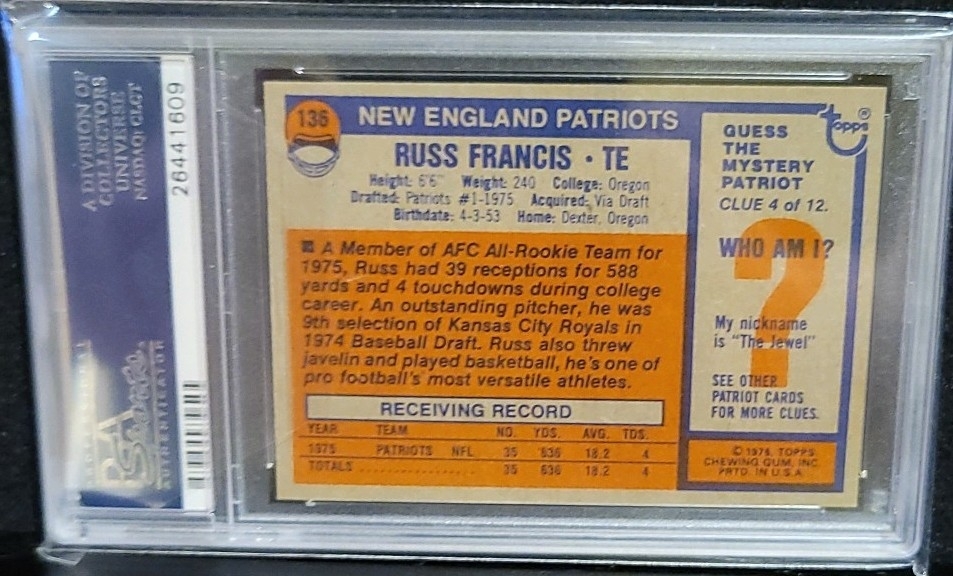 A DIVISION OF
COLLECTORS
UNIVERSE
NASDAQ: CLCT
26441609
PSA
AUTHENTICATOR
136
NEW ENGLAND PATRIOTS
RUSS FRANCIS • TE
Height: 6'6" Weight: 240 College: Oregon
Drafted: Patriots #1-1975 Acquired: Via Draft
Birthdate: 4-3-53 Home: Dexter, Oregon
A Member of AFC All-Rookie Team for
1975, Russ had 39 receptions for 588
yards and 4 touchdowns during college
career. An outstanding pitcher, he was
9th selection of Kansas City Royals in
1974 Baseball Draft. Russ also threw
javelin and played basketball, he's one of
pro football's most versatile athletes.
RECEIVING RECORD
YEAR TEAM NO. YDS. AVG. TDS.
1975 PATRIOTS NFL 35 636 18.2 4
TOTALS 35 636 18.2 4
topps®
GUESS
THE
MYSTERY
PATRIOT
CLUE 4 of 12.
WHO AM I?
?
My nickname
is "The Jewel"
SEE OTHER
PATRIOT CARDS
FOR MORE CLUES.
© 1976, TOPPS
CHEWING GUM, INC.
PRTD. IN U.S.A.